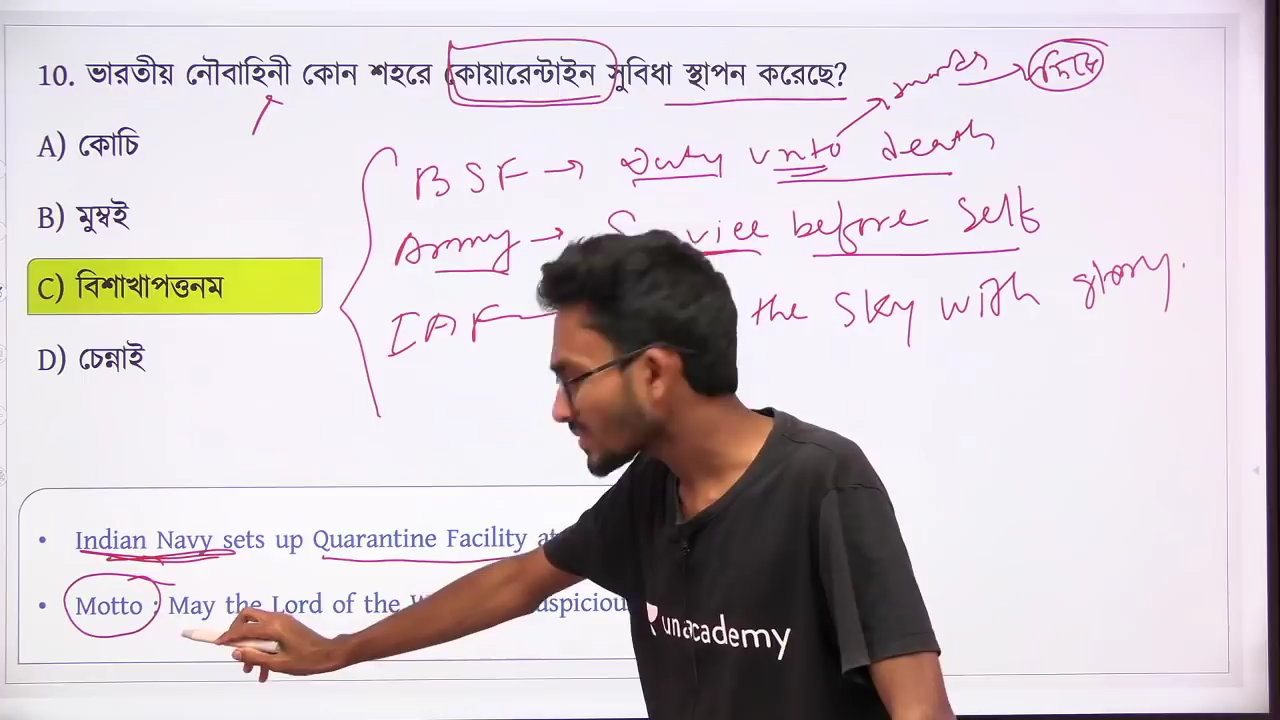 10. ভারতীয় নৌবাহিনী কোন শহরে কোয়ারেন্টাইন সুবিধা স্থাপন করেছে?
A) কোচি
B) মুম্বই
C) বিশাখাপত্তনম
D) চেন্নাই
BSF → Duty unto death
Army → before Self
IAF the Sky with glory.
• Indian Navy sets up Quarantine Facility at
• Motto : May the Lord of the
unacademy